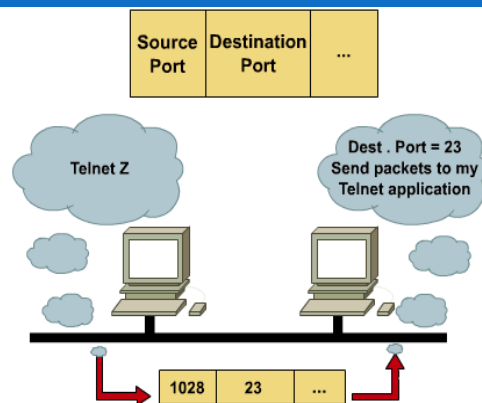 Source Port
Destination Port
...
Telnet Z
Dest . Port = 23
Send packets to my
Telnet application
1028
23
...